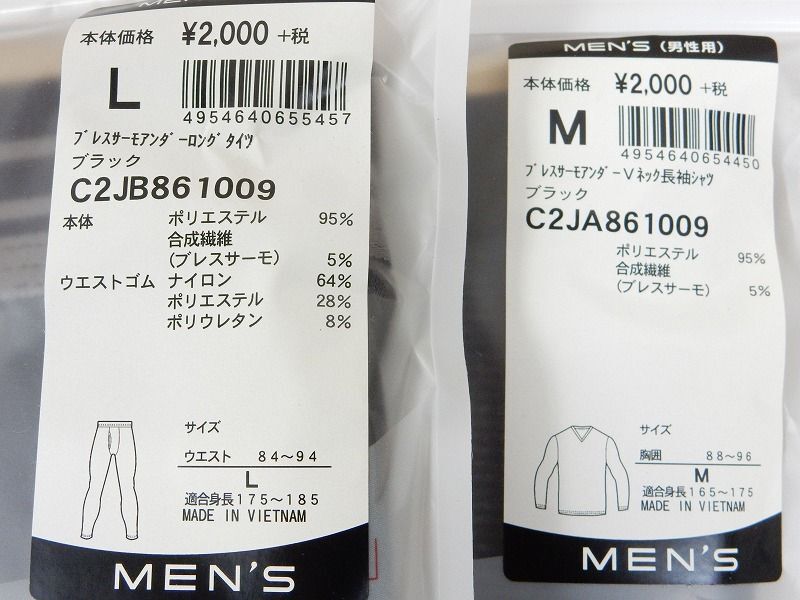 MEN'S
本体価格 ¥2,000 +税
L
4954640655457
ブレスサーモアンダーロングタイツ
ブラック
C2JB861009
本体 ポリエステル 95%
合成繊維
(ブレスサーモ) 5%
ウエストゴム ナイロン 64%
ポリエステル 28%
ポリウレタン 8%
サイズ
ウエスト 84~94
L
適合身長175~185
MADE IN VIETNAM
MEN'S
MEN'S (男性用)
本体価格 ¥2,000 +税
M
4954640654450
ブレスサーモアンダーVネック長袖シャツ
ブラック
C2JA861009
ポリエステル 95%
合成繊維
(ブレスサーモ) 5%
サイズ
胸囲 88~96
M
適合身長165~175
MADE IN VIETNAM
MEN'S